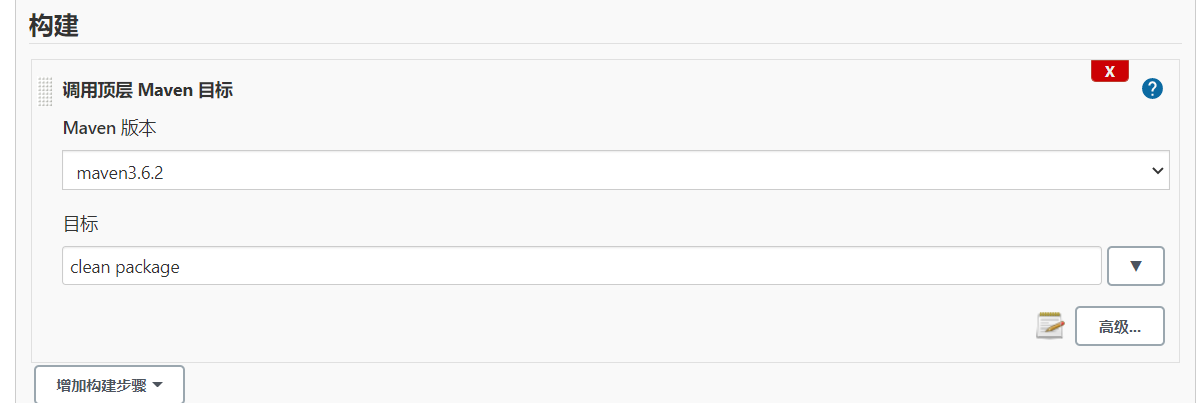 构建
X
调用顶层 Maven 目标
?
Maven 版本
maven3.6.2
目标
clean package
▼
高级...
增加构建步骤